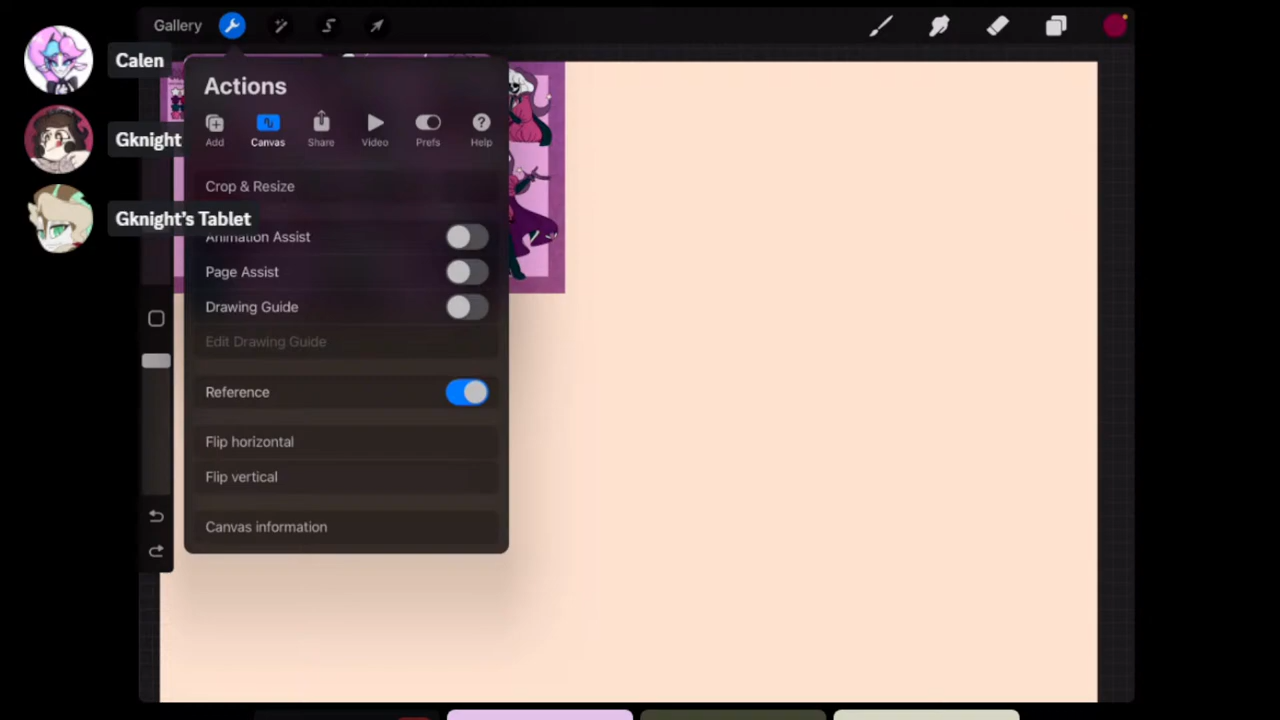 Gallery
Calen
Gknight
Gknight's Tablet
Actions
Add Canvas Share Video Prefs Help
Crop & Resize
Animation Assist
Page Assist
Drawing Guide
Edit Drawing Guide
Reference
Flip horizontal
Flip vertical
Canvas information